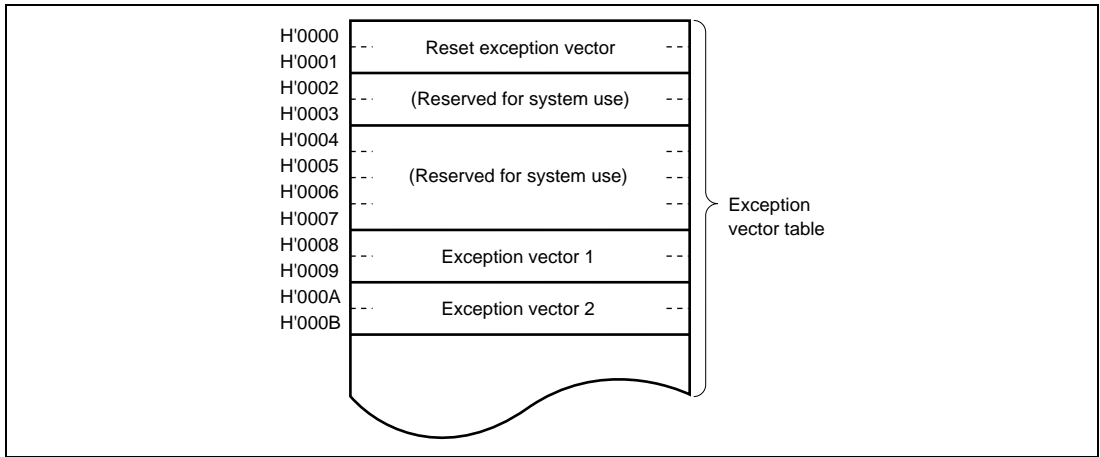 H'0000
Reset exception vector
H'0001
H'0002
(Reserved for system use)
H'0003
H'0004
H'0005
(Reserved for system use)
H'0006
H'0007
H'0008
Exception vector 1
H'0009
H'000A
Exception vector 2
H'000B
Exception
vector table